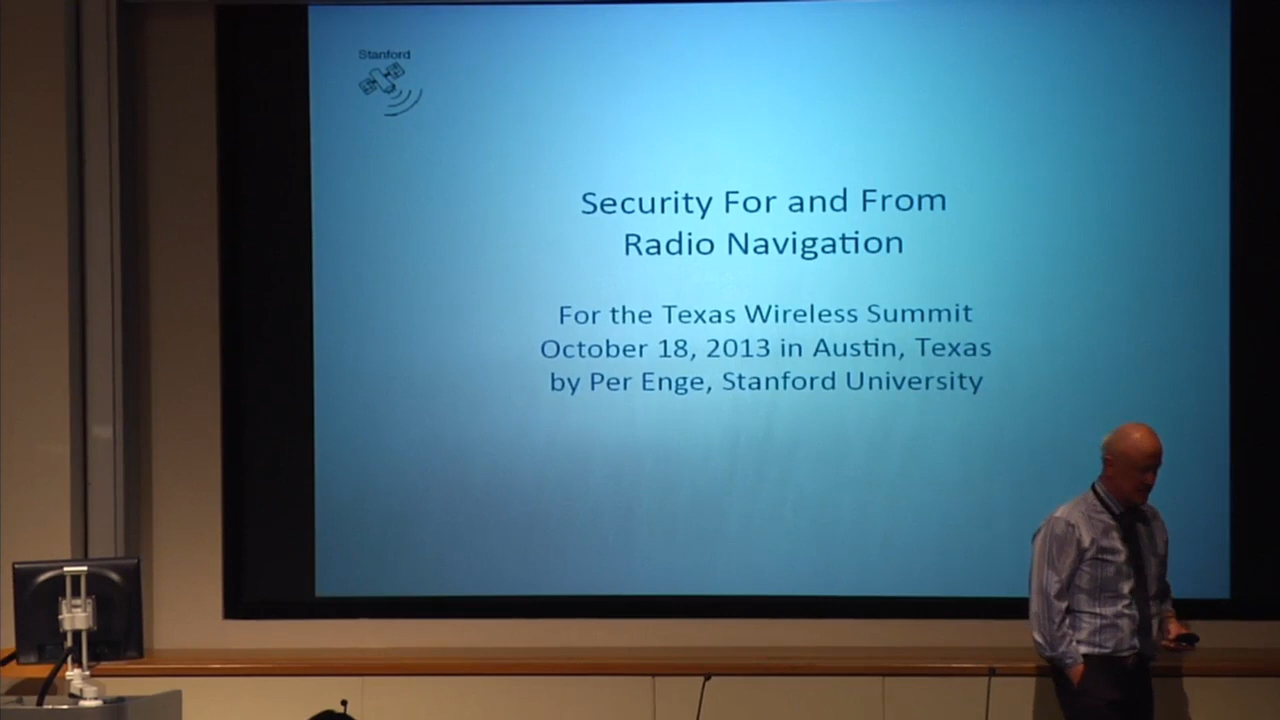 Stanford
Security For and From
Radio Navigation
For the Texas Wireless Summit
October 18, 2013 in Austin, Texas
by Per Enge, Stanford University